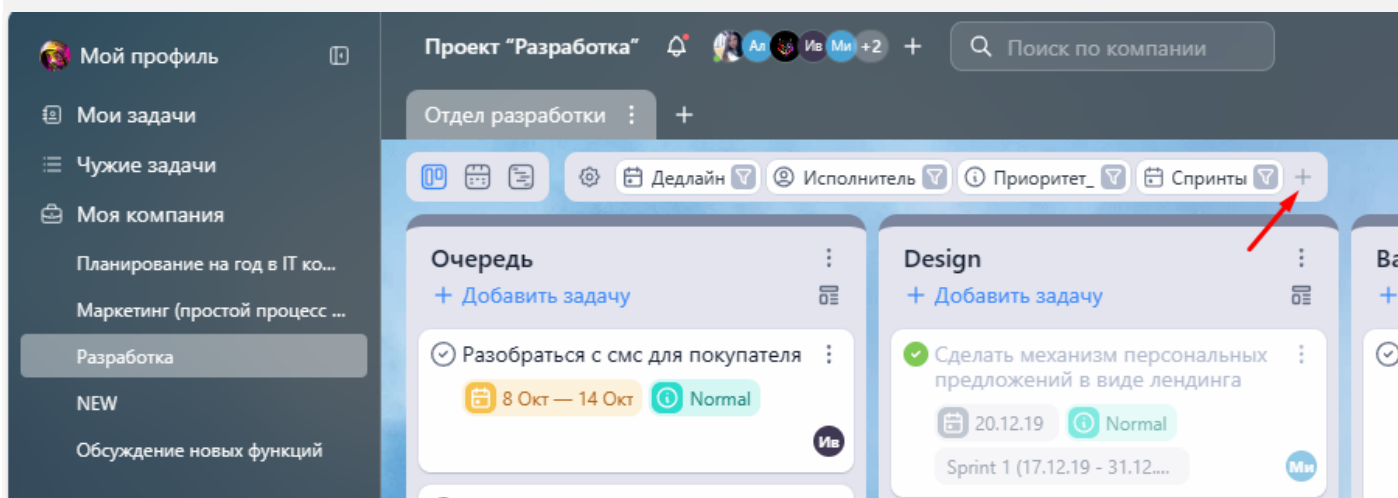 Мой профиль
Проект “Разработка”
Ал
Ив
Ми
+2
Поиск по компании
Мои задачи
Отдел разработки
Чужие задачи
Дедлайн
Исполнитель
Приоритет_
Спринты
Моя компания
Планирование на год в IT ко...
Маркетинг (простой процесс ...
Разработка
NEW
Обсуждение новых функций
Очередь
+ Добавить задачу
Разобраться с смс для покупателя
8 Окт — 14 Окт
Normal
Ив
Design
+ Добавить задачу
Сделать механизм персональных
предложений в виде лендинга
20.12.19
Normal
Sprint 1 (17.12.19 - 31.12....
Ми